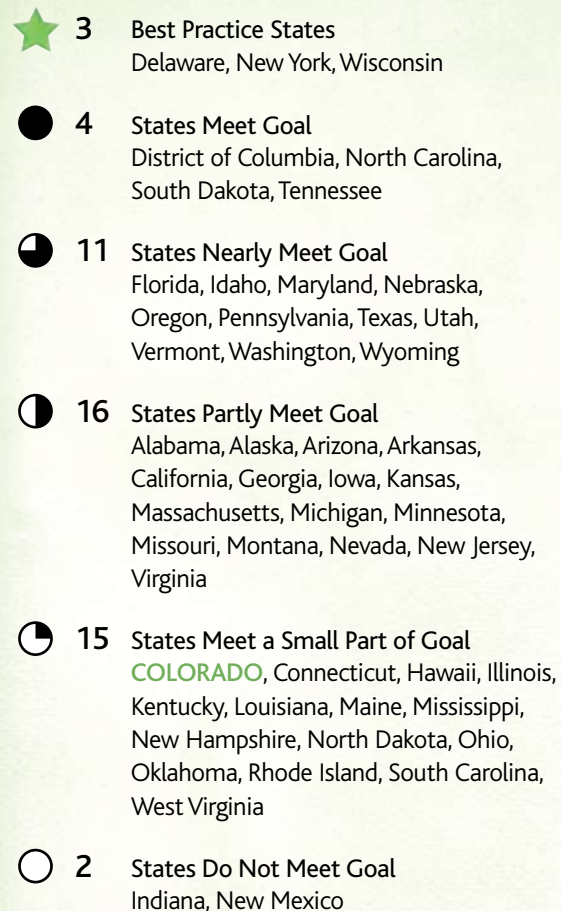 3 Best Practice States
Delaware, New York, Wisconsin
4 States Meet Goal
District of Columbia, North Carolina,
South Dakota, Tennessee
11 States Nearly Meet Goal
Florida, Idaho, Maryland, Nebraska,
Oregon, Pennsylvania, Texas, Utah,
Vermont, Washington, Wyoming
16 States Partly Meet Goal
Alabama, Alaska, Arizona, Arkansas,
California, Georgia, Iowa, Kansas,
Massachusetts, Michigan, Minnesota,
Missouri, Montana, Nevada, New Jersey,
Virginia
15 States Meet a Small Part of Goal
COLORADO, Connecticut, Hawaii, Illinois,
Kentucky, Louisiana, Maine, Mississippi,
New Hampshire, North Dakota, Ohio,
Oklahoma, Rhode Island, South Carolina,
West Virginia
2 States Do Not Meet Goal
Indiana, New Mexico